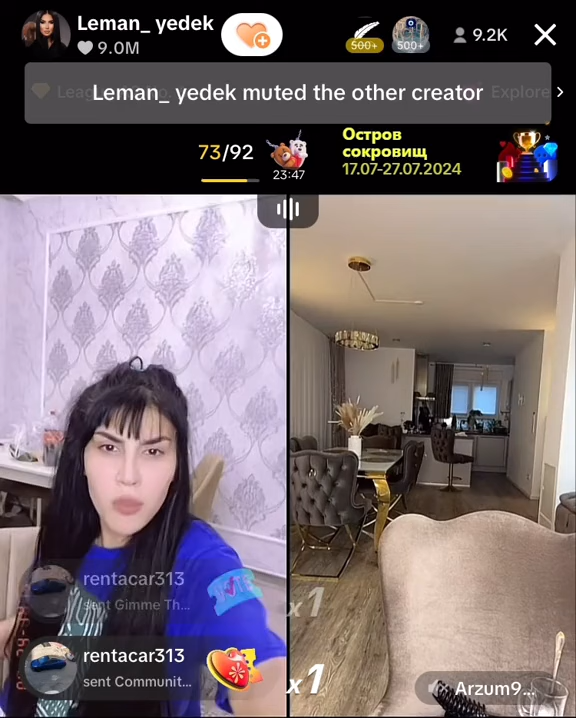 Leman_ yedek
9.0M
500+
500+
9.2K
Leman_ yedek muted the other creator
Explore
73/92
23:47
Остров
сокровищ
17.07-27.07.2024
rentacar313
sent Gimme Th...
x1
rentacar313
sent Communit...
x1
Arzum9...